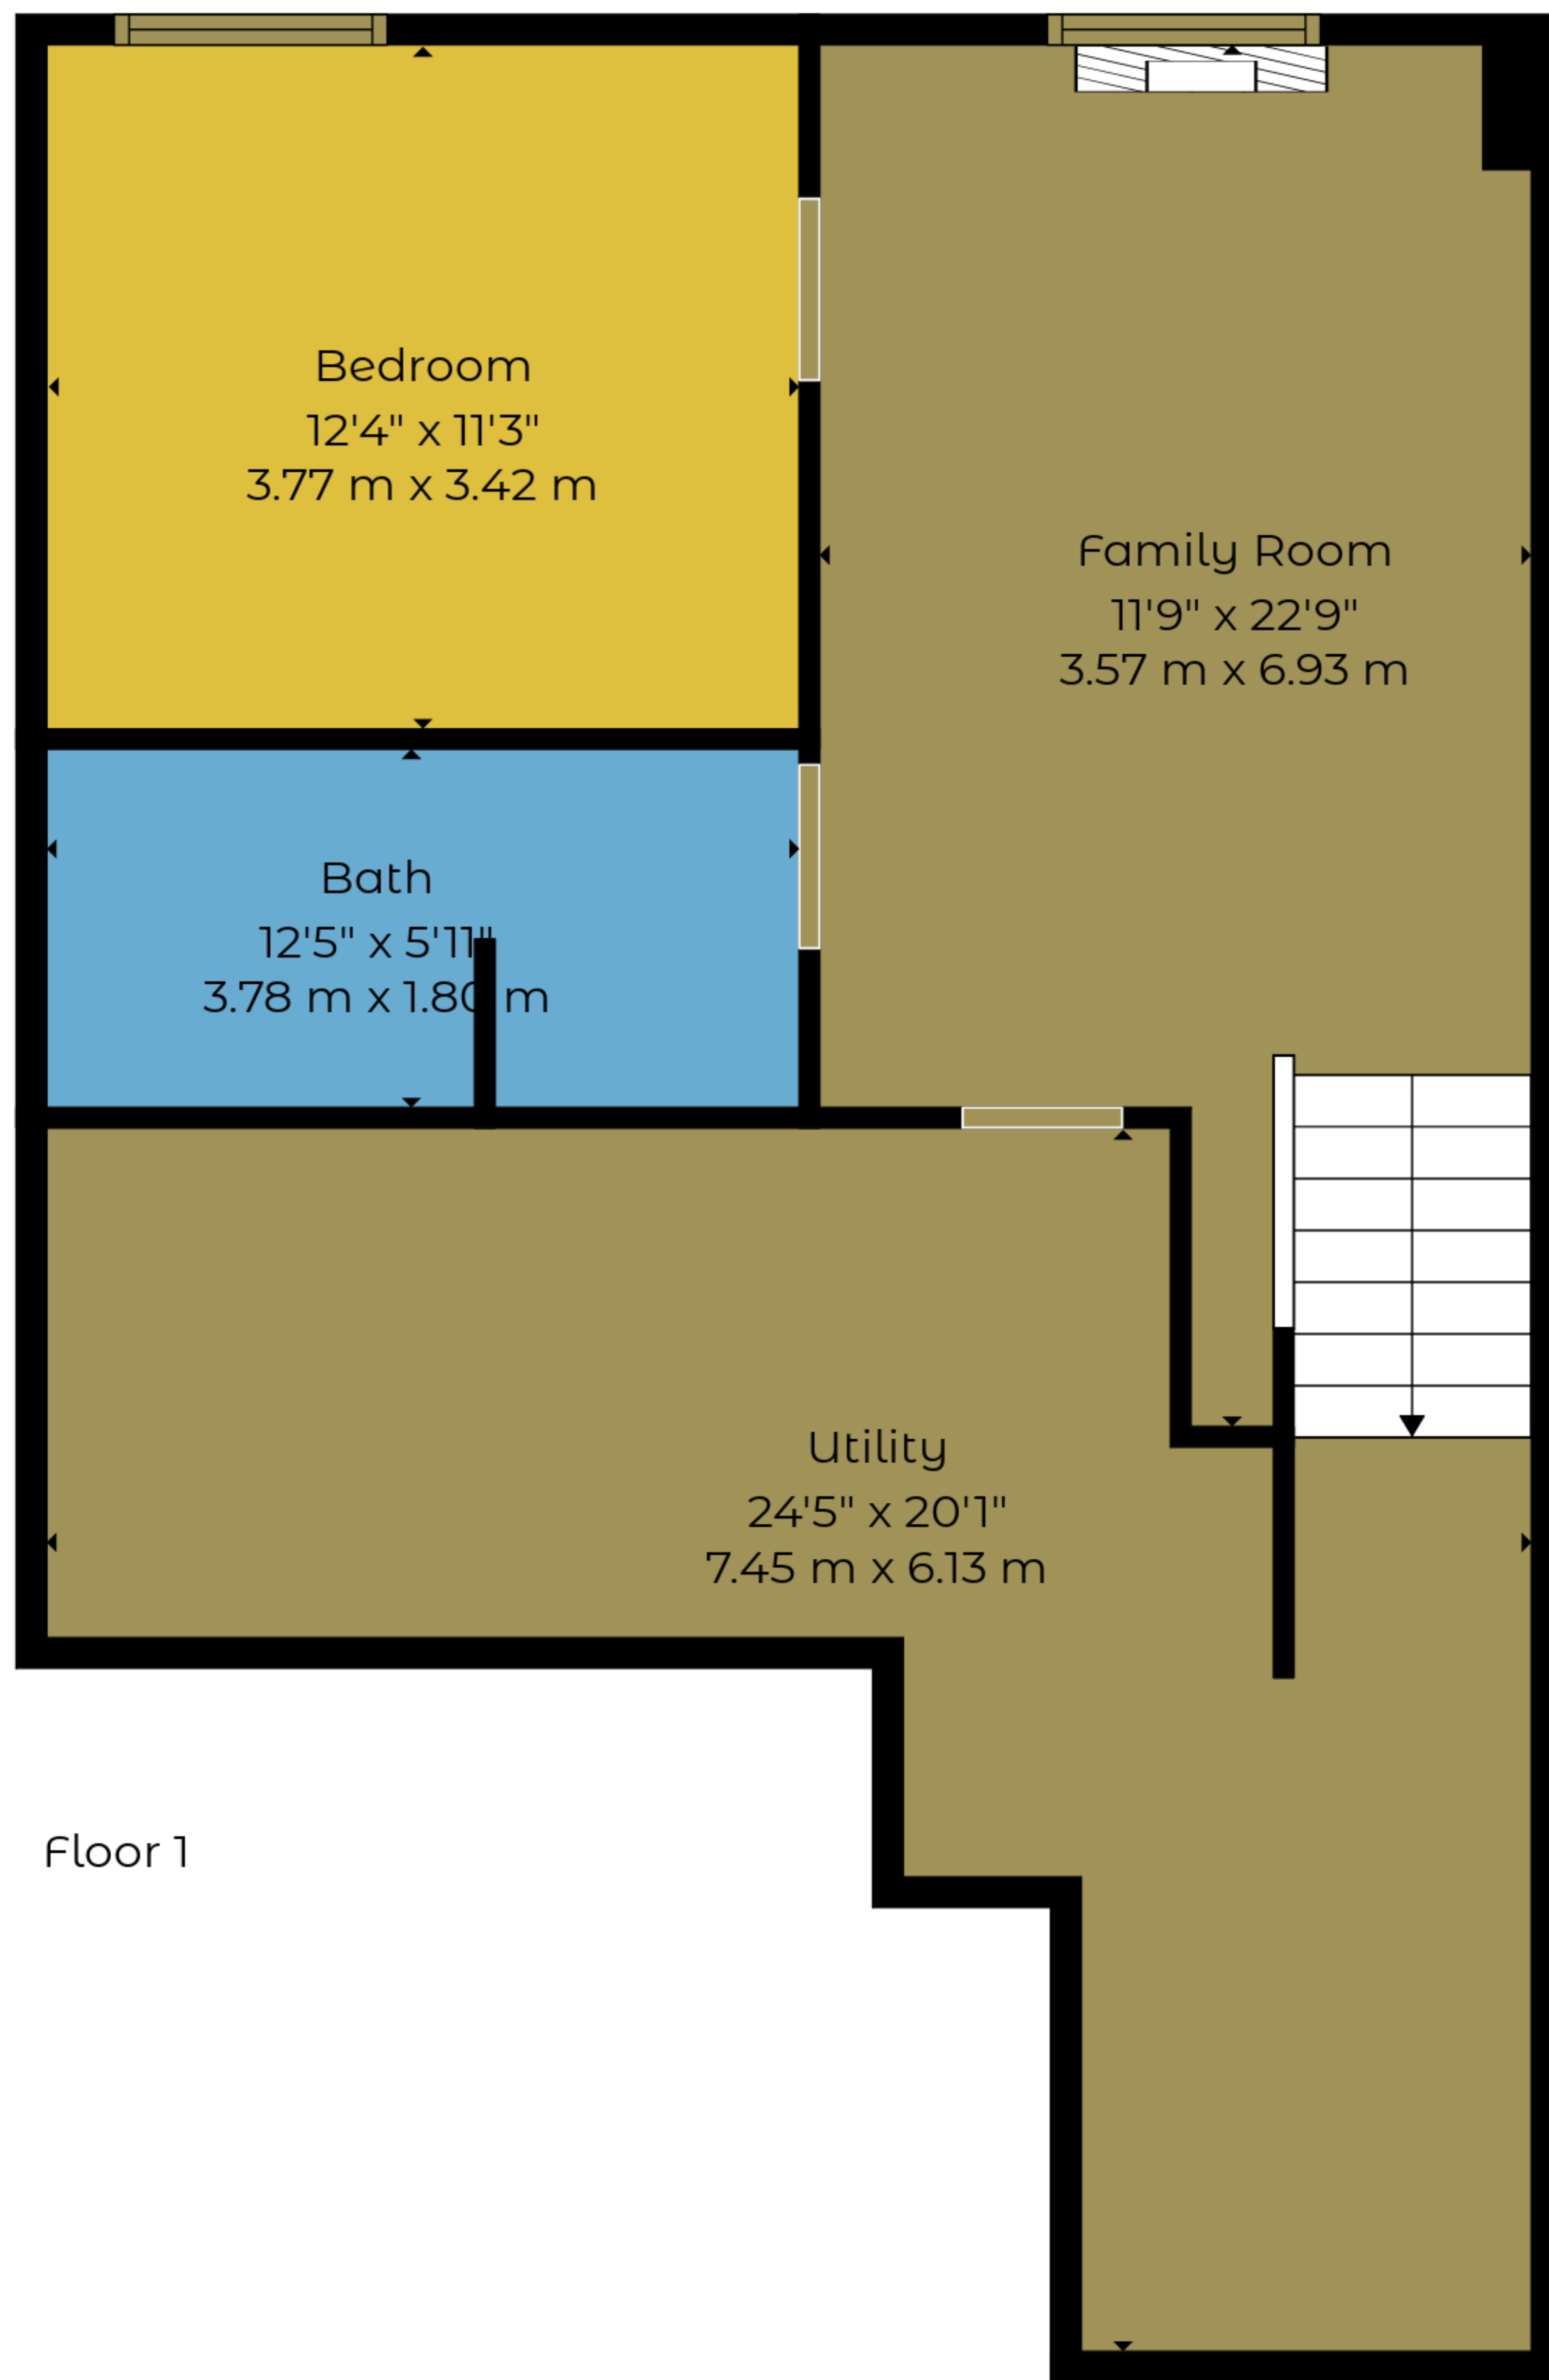 Bedroom
12'4" x 11'3"
3.77 m x 3.42 m
Family Room
11'9" x 22'9"
3.57 m x 6.93 m
Bath
12'5" x 5'11"
3.78 m x 1.80 m
Utility
24'5" x 20'1"
7.45 m x 6.13 m
Floor 1